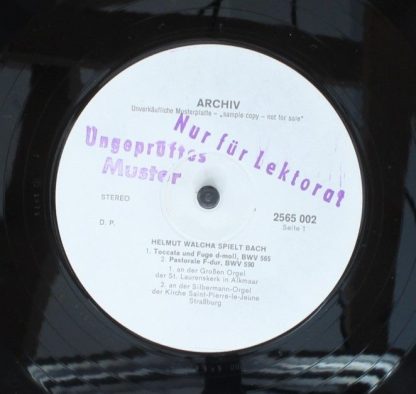 ARCHIV
Unverkäufliche Musterplatte – „sample copy – not for sale"
Nur für Lektorat
Ungeprüftes
Muster
STEREO
2565 002
Seite 1
D. P.
HELMUT WALCHA SPIELT BACH
1. Toccata und Fuge d-moll, BWV 565
2. Pastorale F-dur, BWV 590
1. an der Großen Orgel
der St. Laurenskerk in Alkmaar
2. an der Silbermann-Orgel
der Kirche Saint-Pierre-le-Jeune
Straßburg